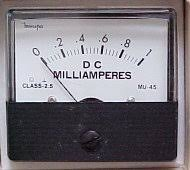 0 .2 .4 .6 .8 1
D C
MILLIAMPERES
CLASS-2.5 MU-45